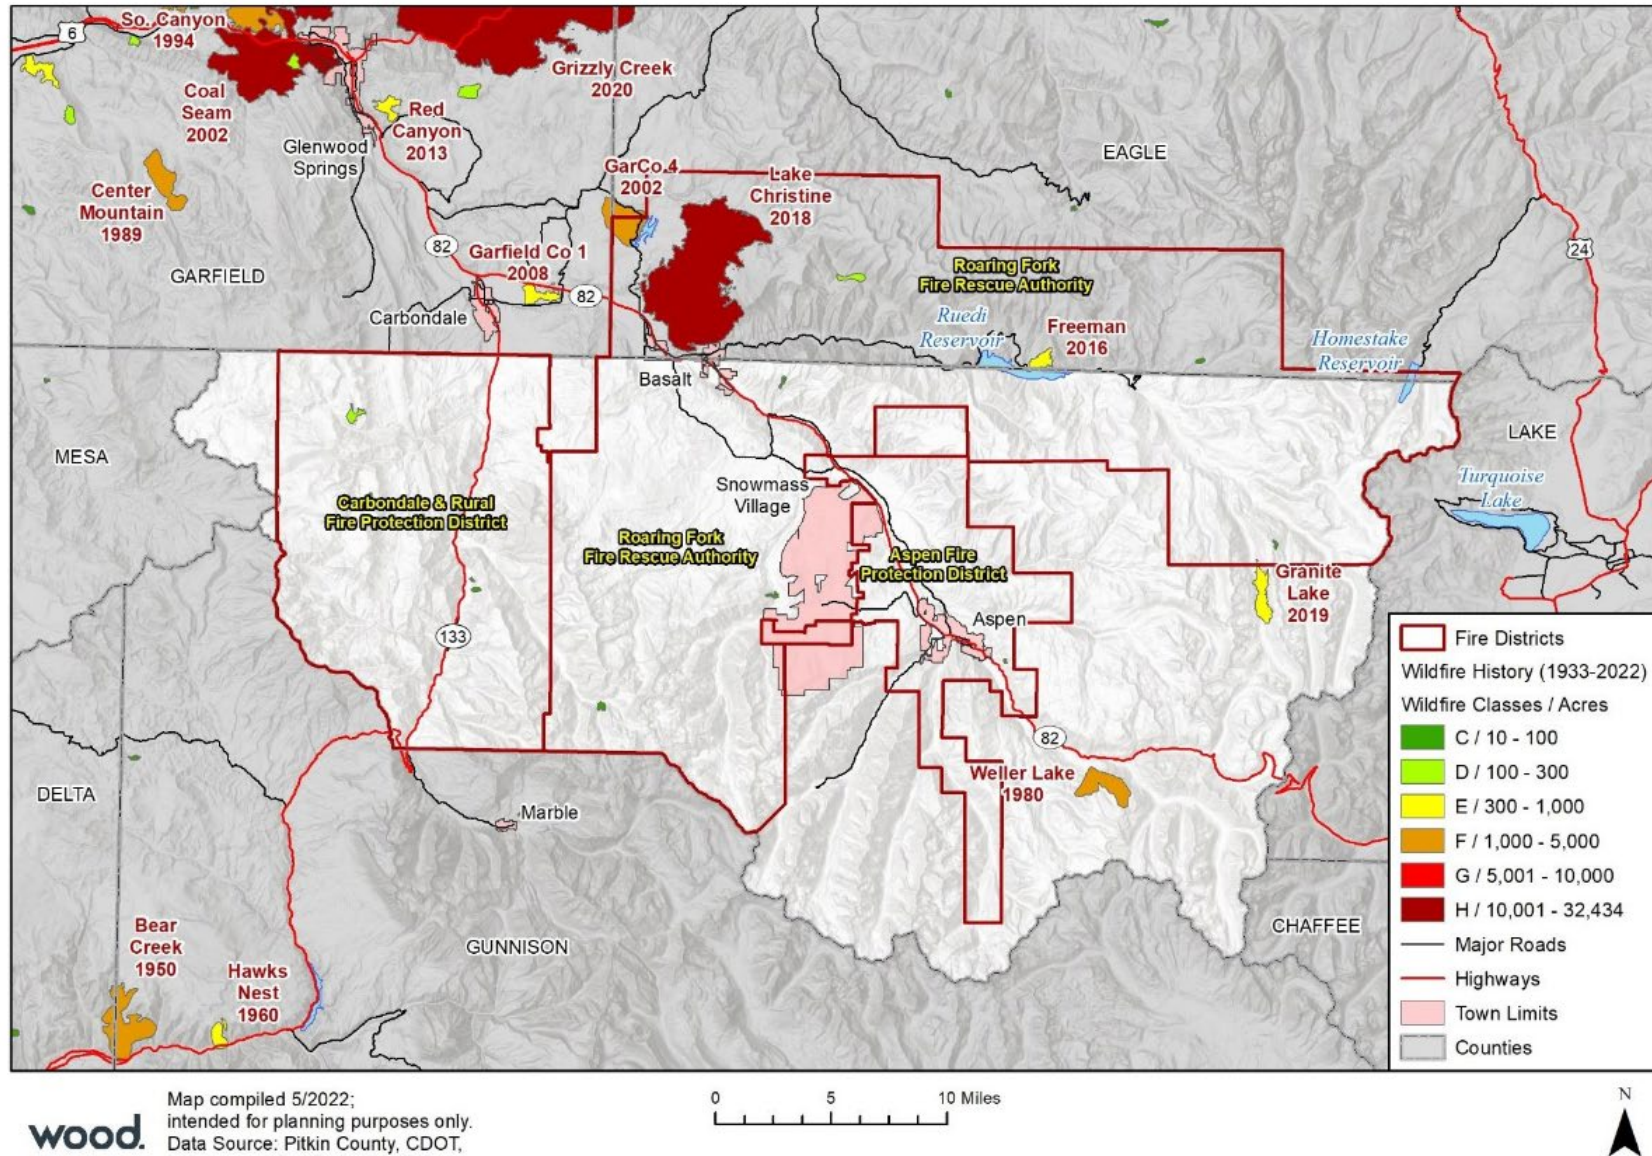 So. Canyon
1994
6
Grizzly Creek
2020
Coal
Seam
2002
Red
Canyon
2013
Glenwood
Springs
EAGLE
GarCo 4
2002
Lake
Christine
2018
Center
Mountain
1989
82
24
Garfield Co 1
2008
GARFIELD
Roaring Fork
Fire Rescue Authority
82
Carbondale
Ruedi
Reservoir
Freeman
2016
Homestake
Reservoir
Basalt
LAKE
MESA
Snowmass
Village
Turquoise
Lake
Carbondale & Rural
Fire Protection District
Roaring Fork
Fire Rescue Authority
Aspen Fire
Protection District
Granite
Lake
2019
Aspen
133
82
Weller Lake
1980
DELTA
Marble
CHAFFEE
GUNNISON
Bear
Creek
1950
Hawks
Nest
1960
Fire Districts
Wildfire History (1933-2022)
Wildfire Classes / Acres
C / 10 - 100
D / 100 - 300
E / 300 - 1,000
F / 1,000 - 5,000
G / 5,001 - 10,000
H / 10,001 - 32,434
Major Roads
Highways
Town Limits
Counties
wood.
Map compiled 5/2022;
intended for planning purposes only.
Data Source: Pitkin County, CDOT,
0 5 10 Miles
N